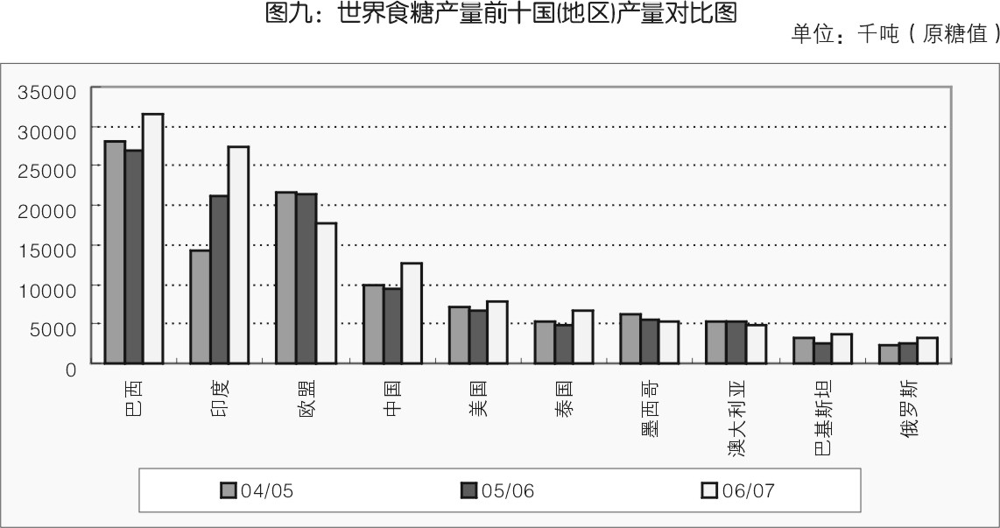 图九：世界食糖产量前十国(地区)产量对比图
单位：千吨（原糖值）
35000
30000
25000
20000
15000
10000
5000
0
巴西
印度
欧盟
中国
美国
泰国
墨西哥
澳大利亚
巴基斯坦
俄罗斯
04/05
05/06
06/07